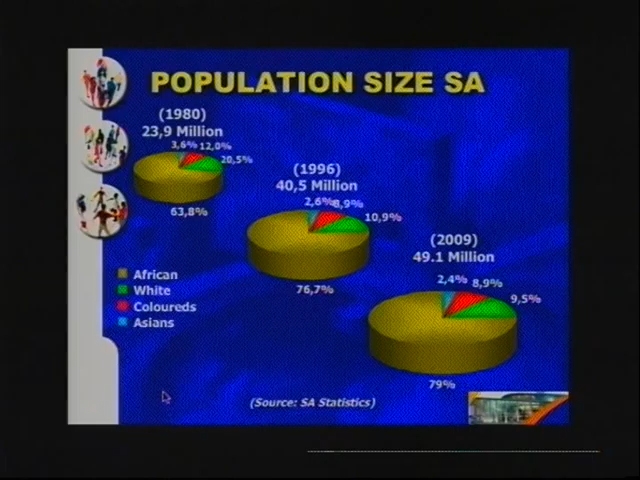 POPULATION SIZE SA
(1980)
23,9 Million
3,6% 12,0%
20,5%
63,8%
(1996)
40,5 Million
2,6% 8,9%
10,9%
76,7%
(2009)
49.1 Million
2,4% 8,9%
9,5%
79%
African
White
Coloureds
Asians
(Source: SA Statistics)